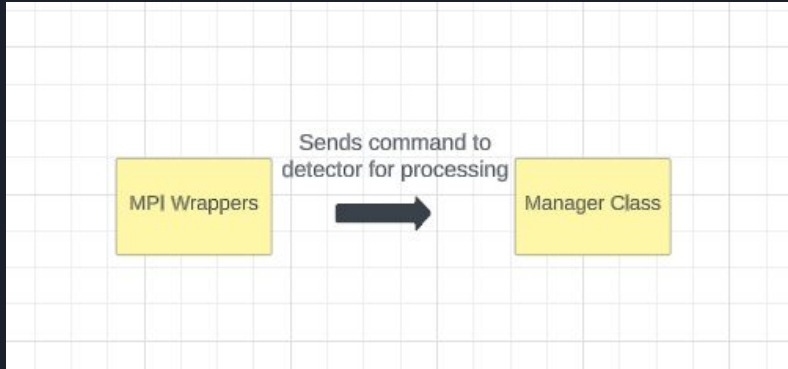 Sends command to
detector for processing
MPI Wrappers
Manager Class